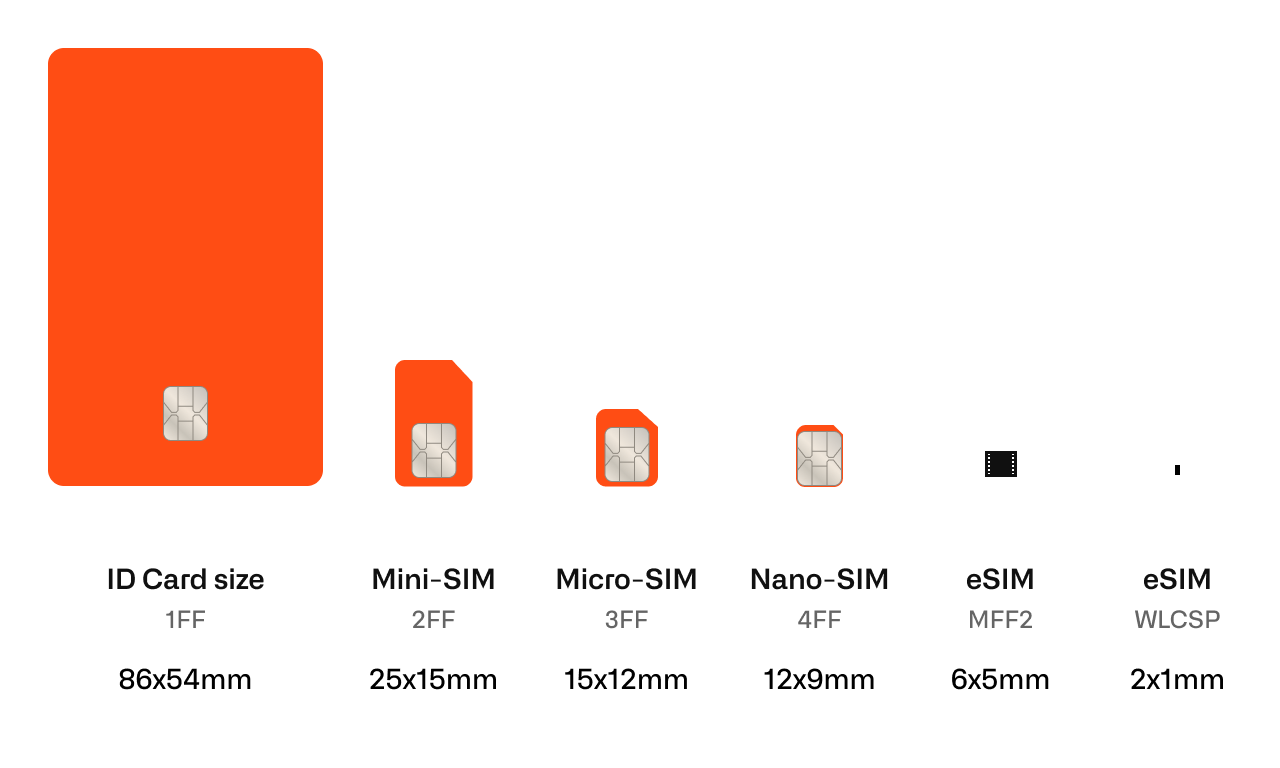 ID Card size
1FF
86x54mm
Mini-SIM
2FF
25x15mm
Micro-SIM
3FF
15x12mm
Nano-SIM
4FF
12x9mm
eSIM
MFF2
6x5mm
eSIM
WLCSP
2x1mm